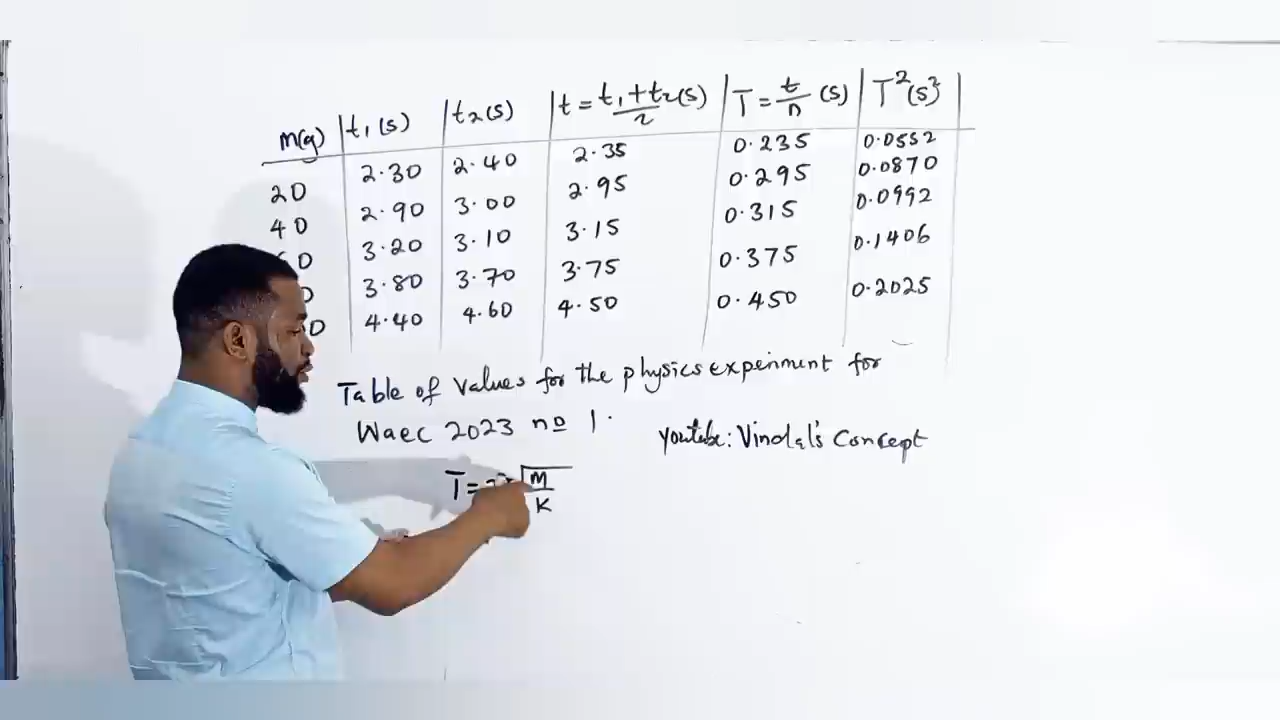 m(g) t₁(s) t₂(s) t = t₁+t₂(s)/2 T = t/n (s) T²(s²)
20 2.30 2.40 2.35 0.235 0.0552
40 2.90 3.00 2.95 0.295 0.0870
0 3.20 3.10 3.15 0.315 0.0992
3.80 3.70 3.75 0.375 0.1406
0 4.40 4.60 4.50 0.450 0.2025
Table of values for the physics experiment for
Waec 2023 no 1.
youtube: Vindal's Concept
T= √M/K